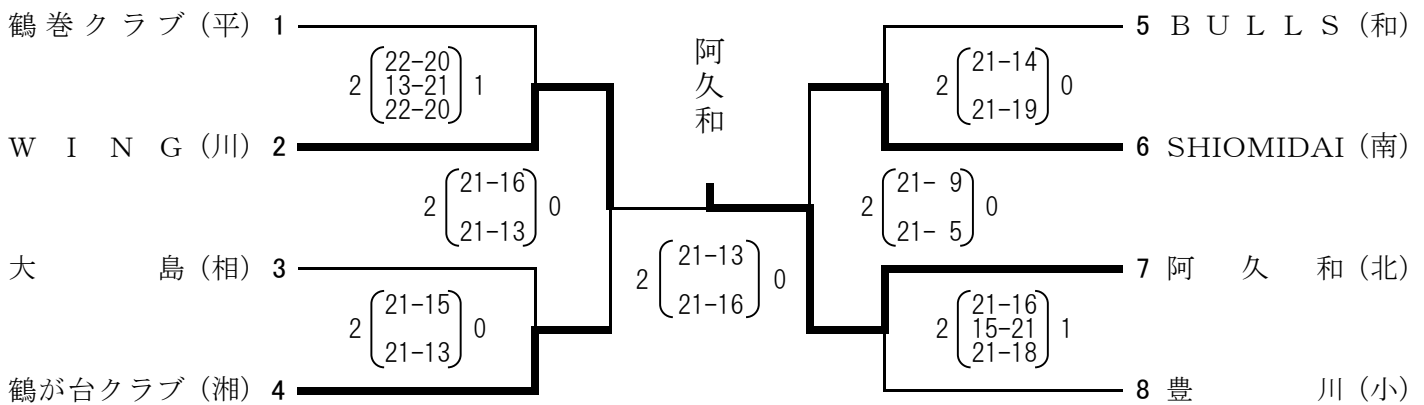 鶴巻クラブ（平） 1
2 22-20 13-21 22-20 1
WING（川） 2
2 21-16 21-13 0
大島（相） 3
2 21-15 21-13 0
鶴が台クラブ（湘） 4
阿久和
2 21-13 21-16 0
5 BULLS（和）
2 21-14 21-19 0
6 SHIOMIDAI（南）
2 21- 9 21- 5 0
7 阿久和（北）
2 21-16 15-21 21-18 1
8 豊川（小）